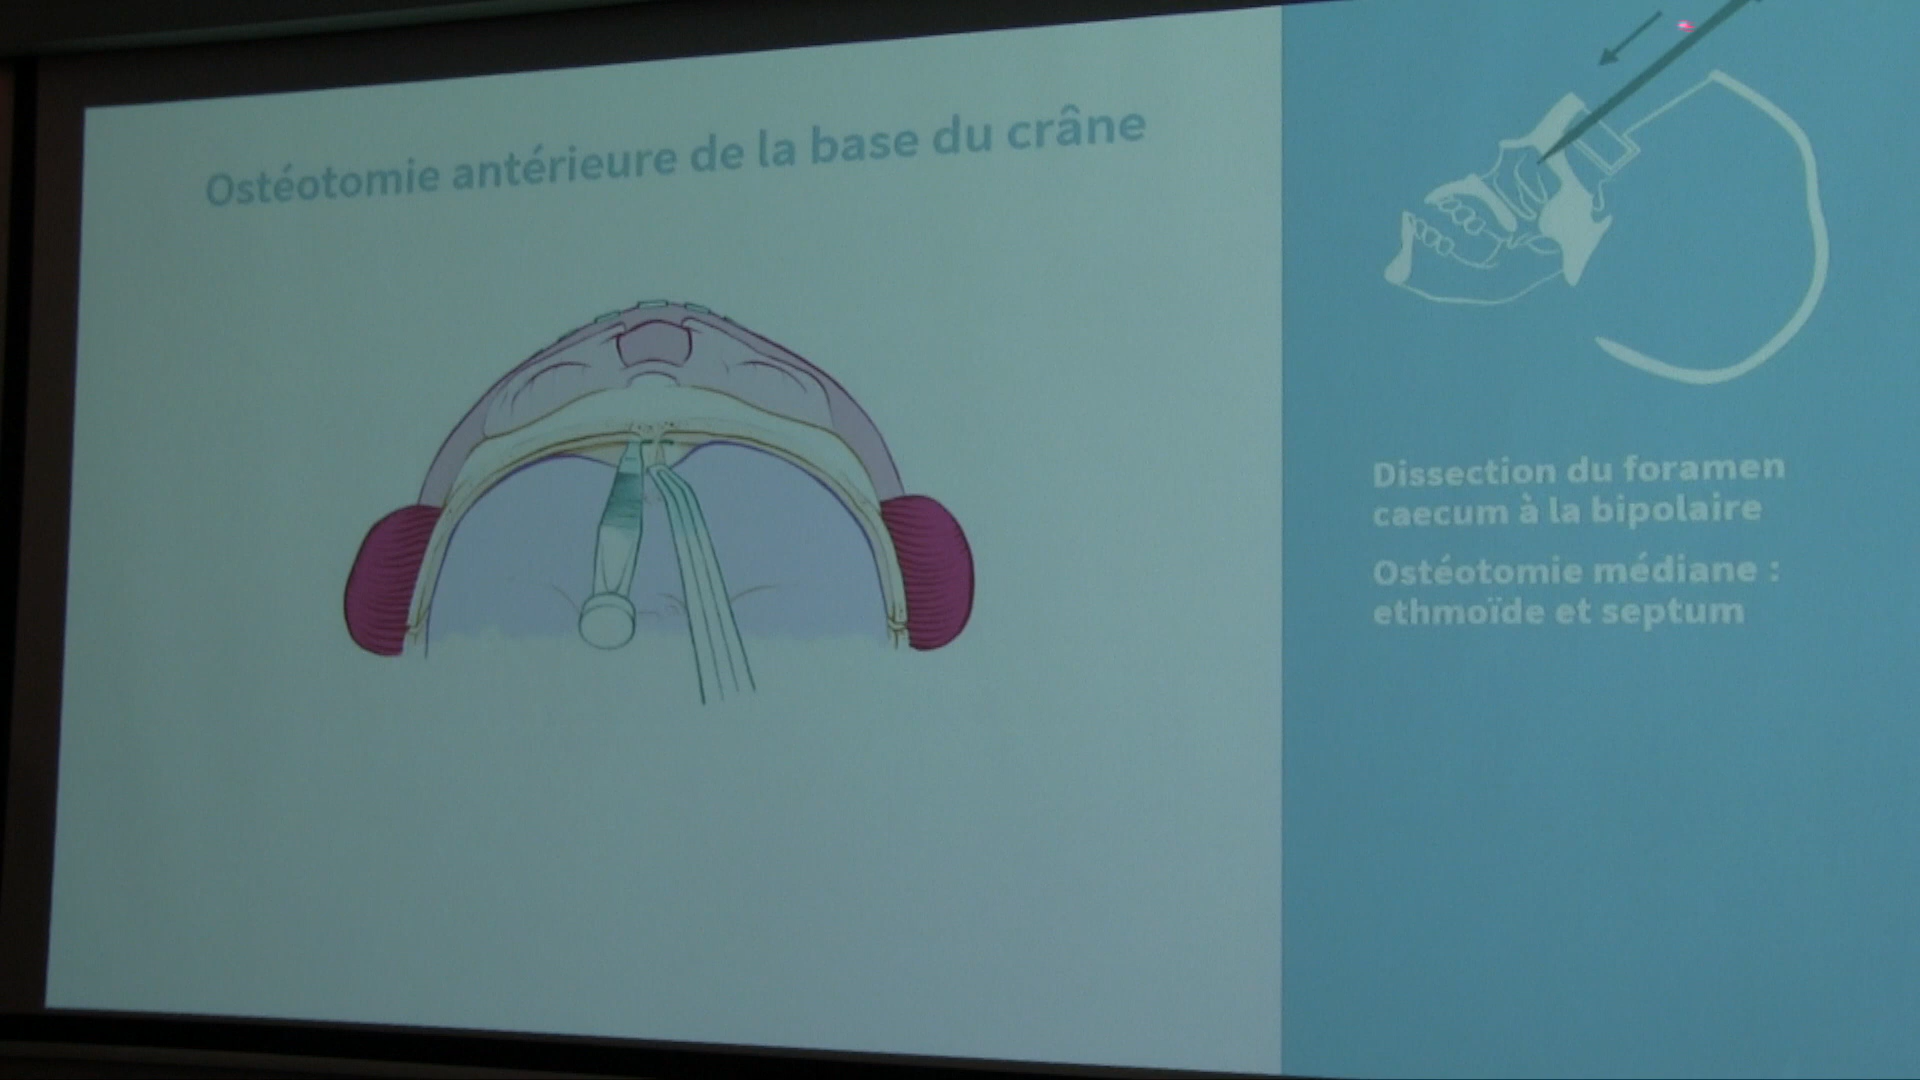 Ostéotomie antérieure de la base du crâne
Dissection du foramen
caecum à la bipolaire
Ostéotomie médiane :
ethmoïde et septum